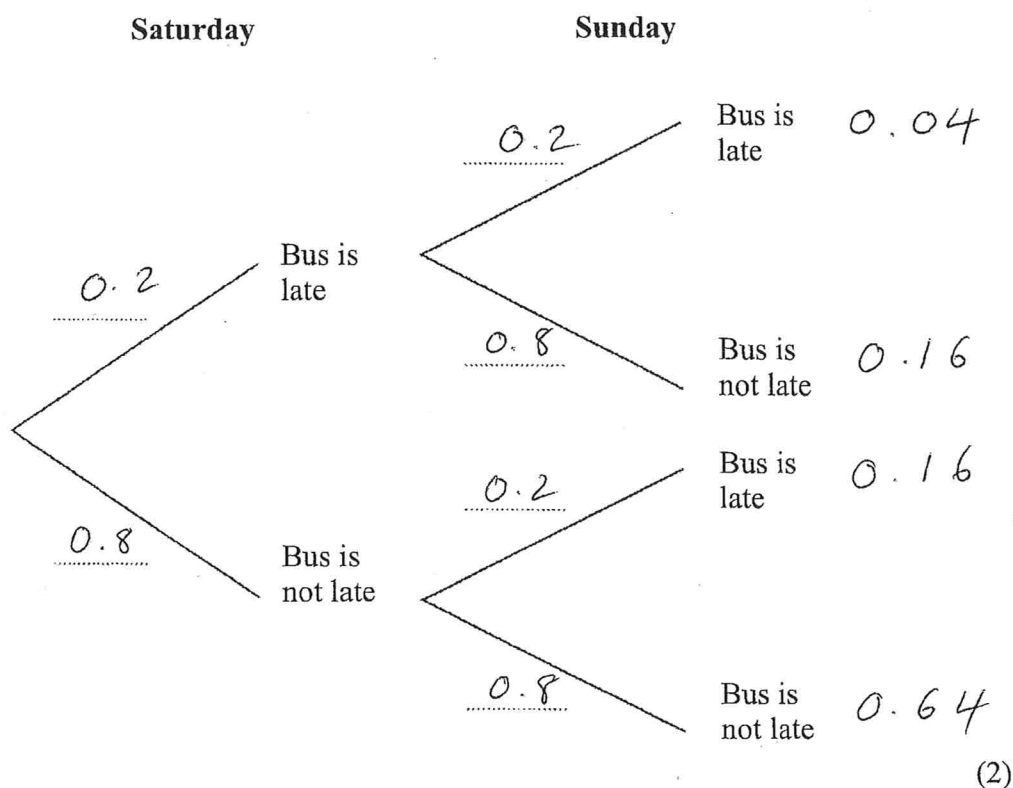 Saturday Sunday
0.2
Bus is
late
0.04
0.2
Bus is
late
0.8
Bus is
not late
0.16
0.2
Bus is
late
0.16
0.8
Bus is
not late
0.8
Bus is
not late
0.64
(2)